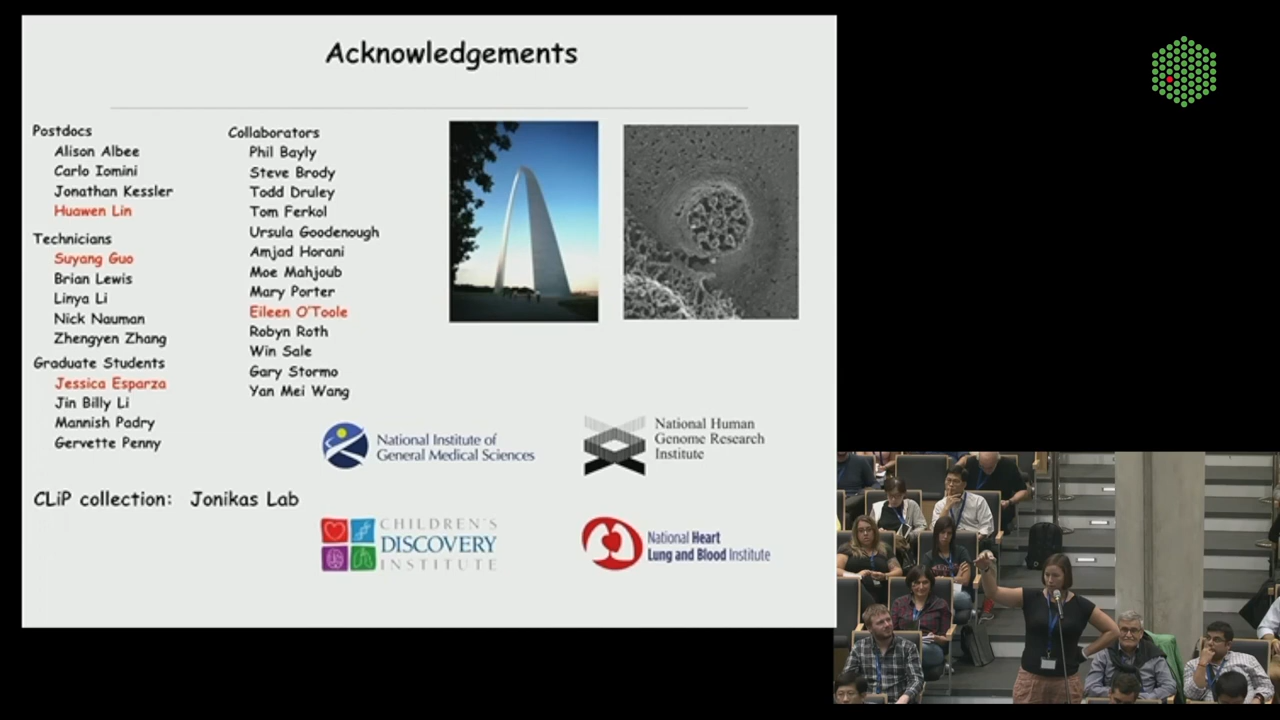 Acknowledgements
Postdocs
Alison Albee
Carlo Iomini
Jonathan Kessler
Huawen Lin
Technicians
Suyang Guo
Brian Lewis
Linya Li
Nick Nauman
Zhengyen Zhang
Graduate Students
Jessica Esparza
Jin Billy Li
Mannish Padry
Gervette Penny
CLiP collection: Jonikas Lab
Collaborators
Phil Bayly
Steve Brody
Todd Druley
Tom Ferkol
Ursula Goodenough
Amjad Horani
Moe Mahjoub
Mary Porter
Eileen O'Toole
Robyn Roth
Win Sale
Gary Stormo
Yan Mei Wang
National Institute of
General Medical Sciences
National Human
Genome Research
Institute
CHILDREN'S
DISCOVERY
INSTITUTE
National Heart
Lung and Blood Institute